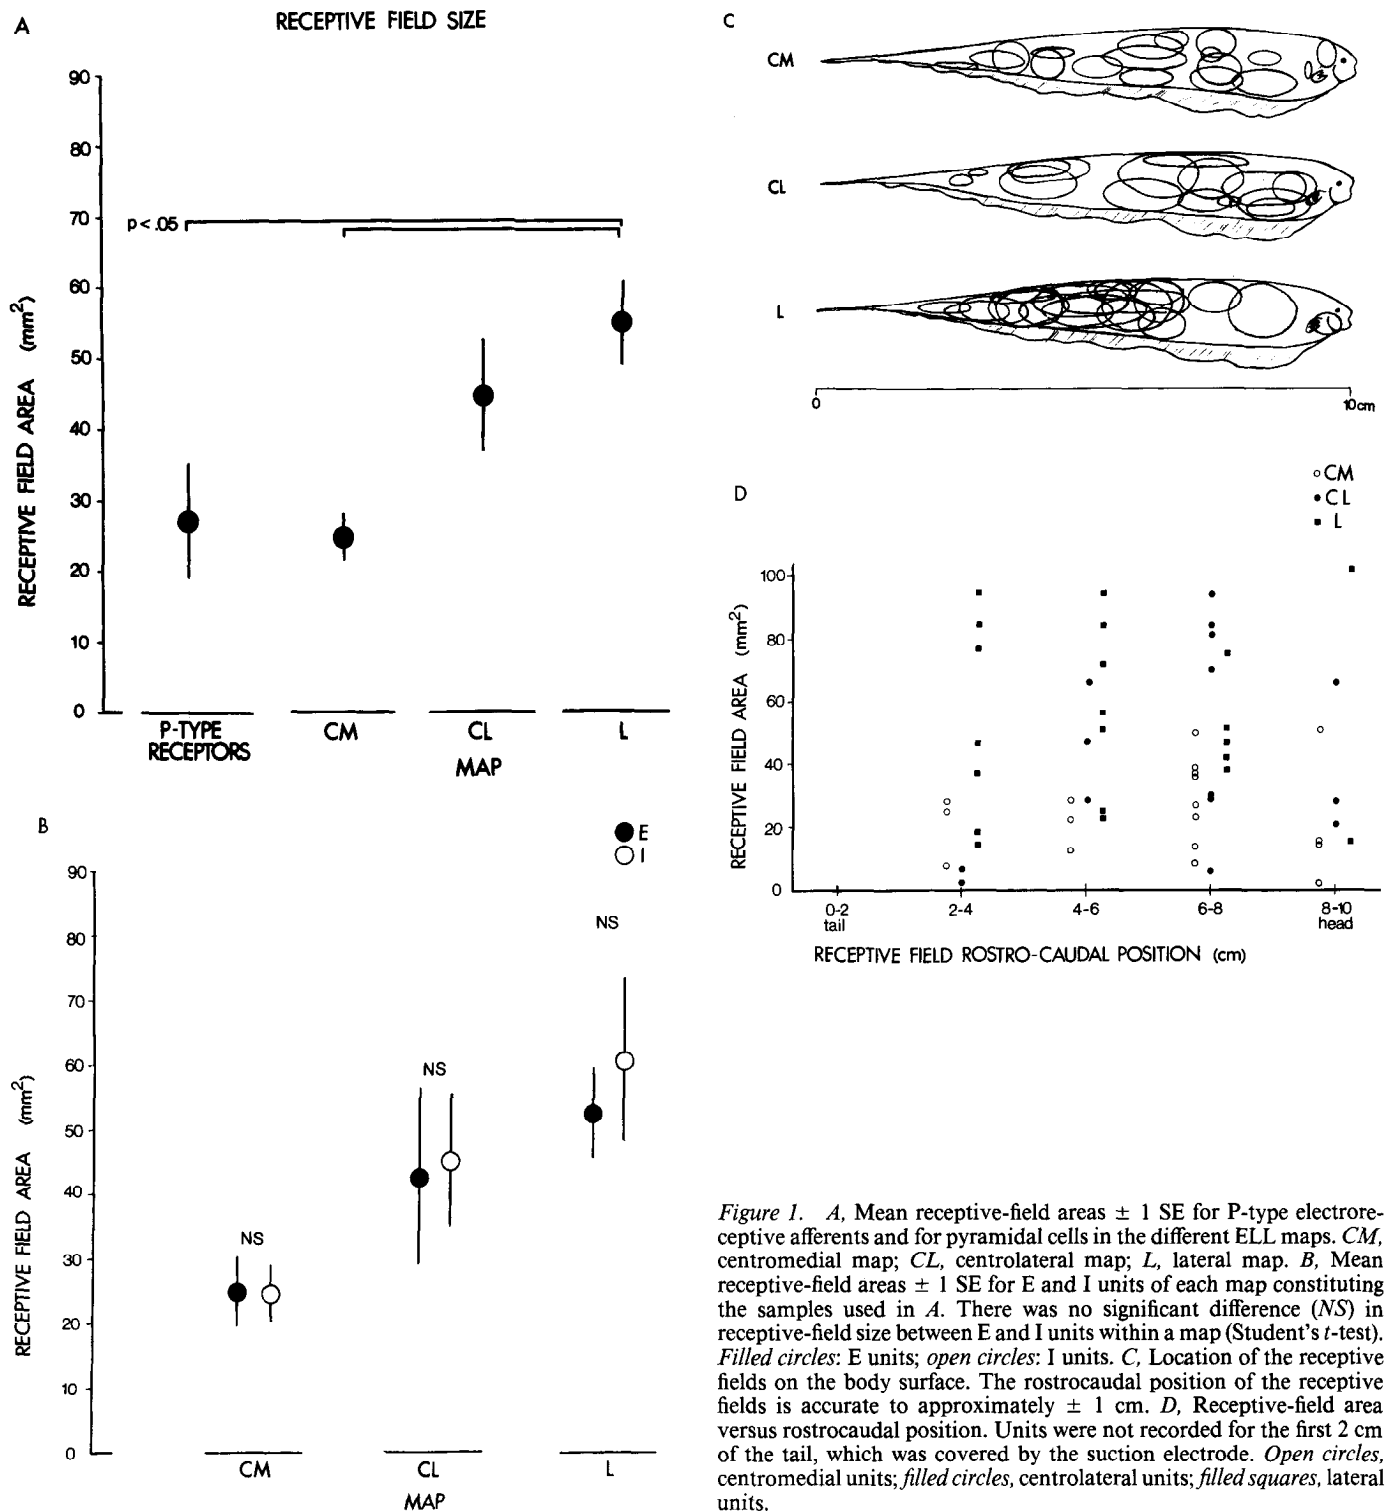 A
RECEPTIVE FIELD SIZE
90
80
70
60
50
40
30
20
10
0
p < .05
RECEPTIVE FIELD AREA (mm²)
P-TYPE
RECEPTORS
CM
CL
L
MAP
B
E
I
90
80
70
60
50
40
30
20
10
0
NS
NS
NS
RECEPTIVE FIELD AREA (mm²)
CM
CL
L
MAP
C
CM
CL
L
0
10cm
D
CM
CL
L
100
80
60
40
20
0
RECEPTIVE FIELD AREA (mm²)
0-2
tail
2-4
4-6
6-8
8-10
head
RECEPTIVE FIELD ROSTRO-CAUDAL POSITION (cm)
Figure 1. A, Mean receptive-field areas ± 1 SE for P-type electrore-
ceptive afferents and for pyramidal cells in the different ELL maps. CM,
centromedial map; CL, centrolateral map; L, lateral map. B, Mean
receptive-field areas ± 1 SE for E and I units of each map constituting
the samples used in A. There was no significant difference (NS) in
receptive-field size between E and I units within a map (Student's t-test).
Filled circles: E units; open circles: I units. C, Location of the receptive
fields on the body surface. The rostrocaudal position of the receptive
fields is accurate to approximately ± 1 cm. D, Receptive-field area
versus rostrocaudal position. Units were not recorded for the first 2 cm
of the tail, which was covered by the suction electrode. Open circles,
centromedial units; filled circles, centrolateral units; filled squares, lateral
units.